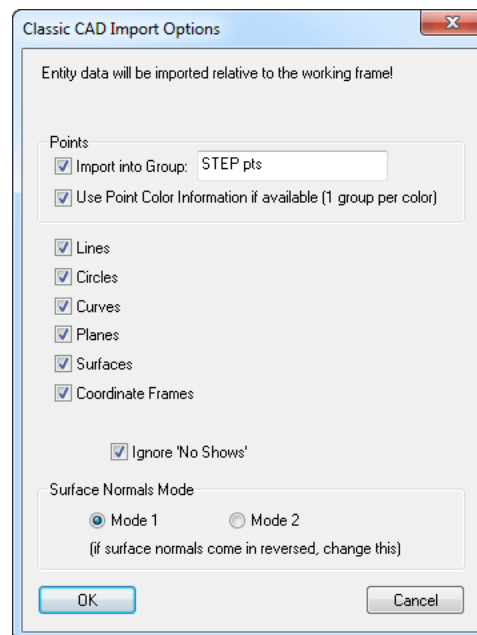 Classic CAD Import Options
Entity data will be imported relative to the working frame!
Points
Import into Group: STEP pts
Use Point Color Information if available (1 group per color)
Lines
Circles
Curves
Planes
Surfaces
Coordinate Frames
Ignore 'No Shows'
Surface Normals Mode
Mode 1 Mode 2
(if surface normals come in reversed, change this)
OK Cancel